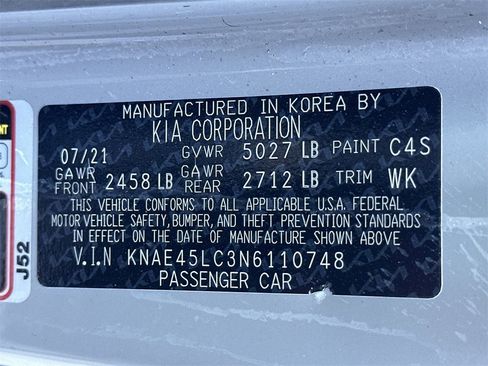 MANUFACTURED IN KOREA BY
KIA CORPORATION
07/21 GVWR 5027 LB PAINT C4S
GAWR FRONT 2458 LB GAWR REAR 2712 LB TRIM WK
THIS VEHICLE CONFORMS TO ALL APPLICABLE U.S.A. FEDERAL
MOTOR VEHICLE SAFETY, BUMPER, AND THEFT PREVENTION STANDARDS
IN EFFECT ON THE DATE OF MANUFACTURE SHOWN ABOVE
V.I.N KNAE45LC3N6110748
PASSENGER CAR
J52